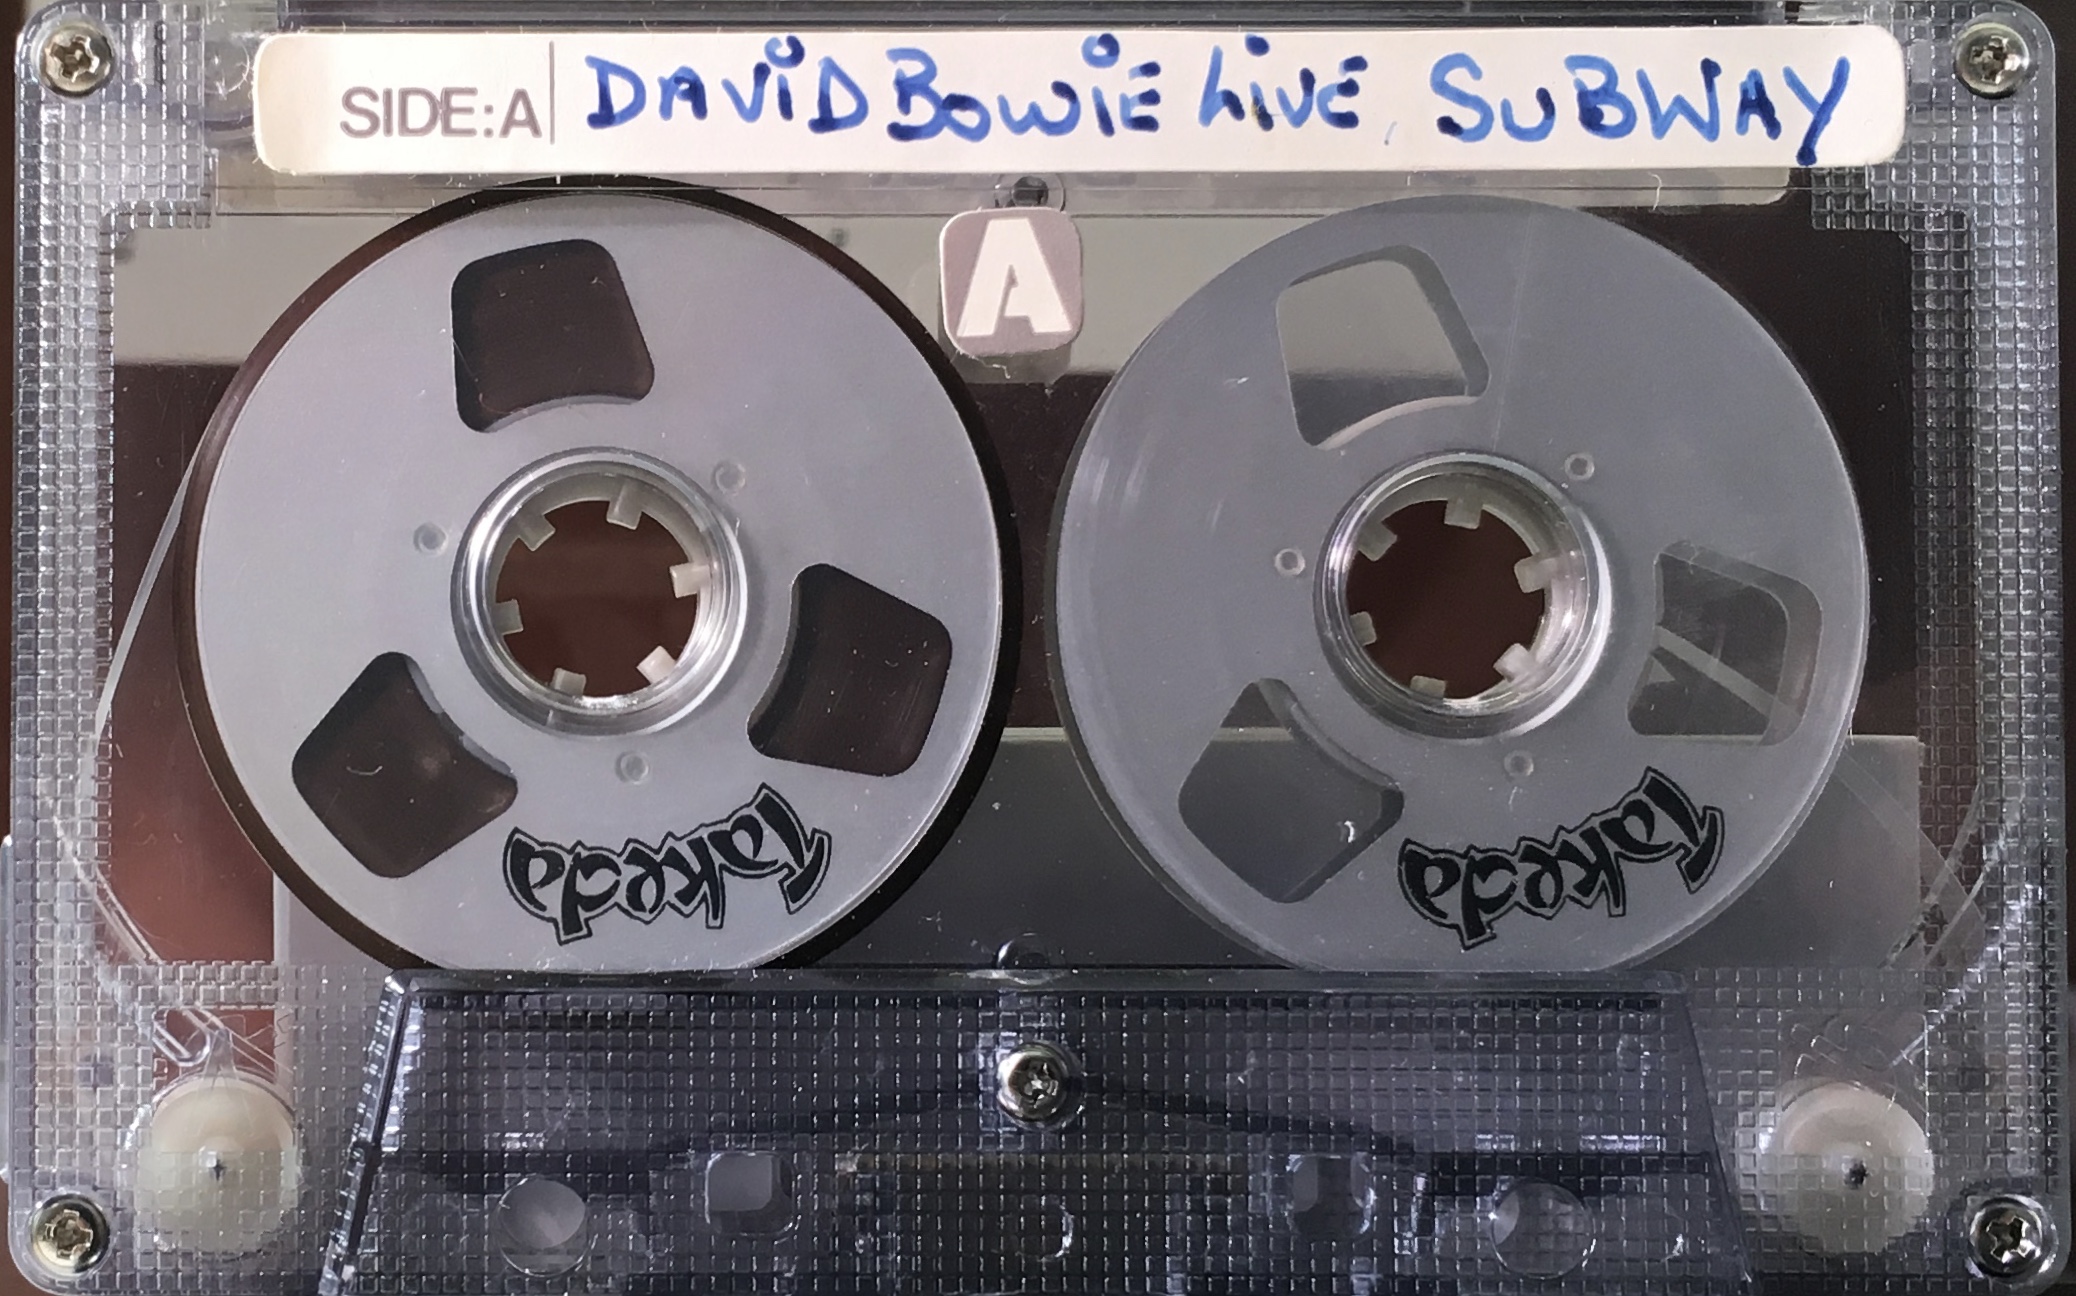 SIDE:A DAViD BOWiE LiVE, SUBWAY
A
Takeda Takeda